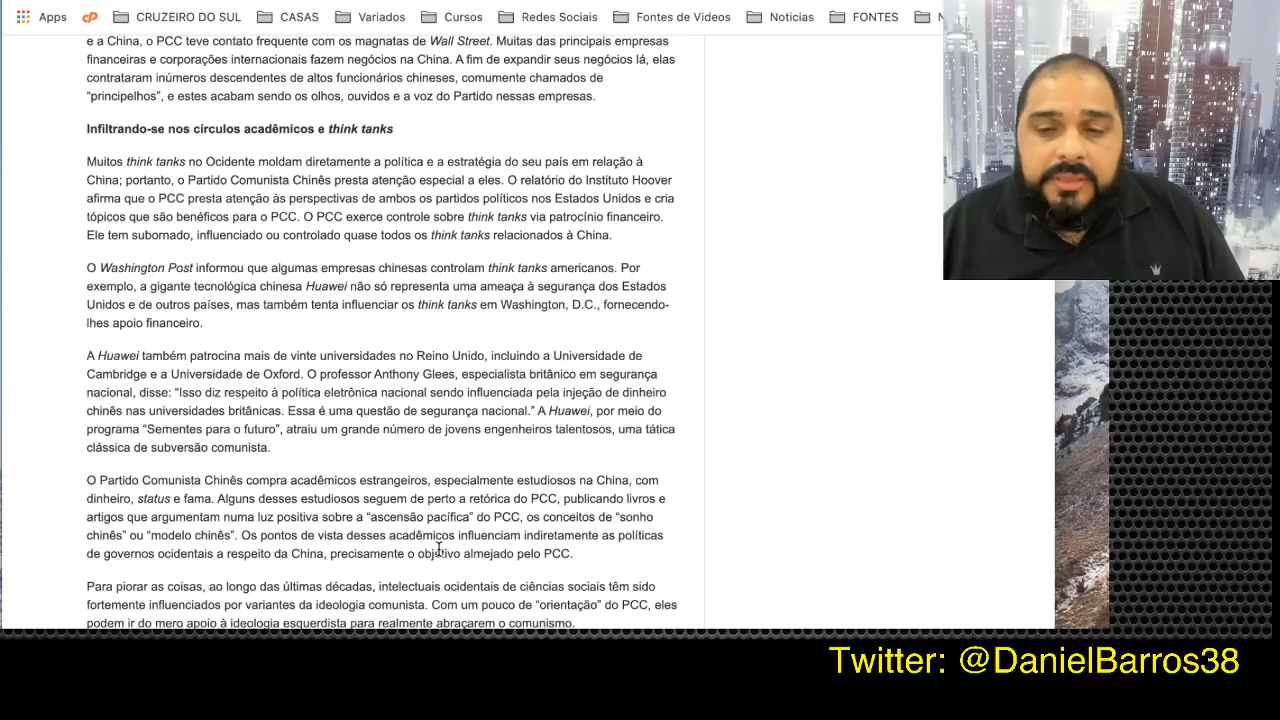 Apps CRUZEIRO DO SUL CASAS Variados Cursos Redes Sociais Fontes de Videos Noticias FONTES N
e a China, o PCC teve contato frequente com os magnatas de Wall Street. Muitas das principais empresas
financeiras e corporações internacionais fazem negócios na China. A fim de expandir seus negócios lá, elas
contrataram inúmeros descendentes de altos funcionários chineses, comumente chamados de
“principelhos”, e estes acabam sendo os olhos, ouvidos e a voz do Partido nessas empresas.
Infiltrando-se nos círculos acadêmicos e think tanks
Muitos think tanks no Ocidente moldam diretamente a política e a estratégia do seu país em relação à
China; portanto, o Partido Comunista Chinês presta atenção especial a eles. O relatório do Instituto Hoover
afirma que o PCC presta atenção às perspectivas de ambos os partidos políticos nos Estados Unidos e cria
tópicos que são benéficos para o PCC. O PCC exerce controle sobre think tanks via patrocínio financeiro.
Ele tem subornado, influenciado ou controlado quase todos os think tanks relacionados à China.
O Washington Post informou que algumas empresas chinesas controlam think tanks americanos. Por
exemplo, a gigante tecnológica chinesa Huawei não só representa uma ameaça à segurança dos Estados
Unidos e de outros países, mas também tenta influenciar os think tanks em Washington, D.C., fornecendo-
lhes apoio financeiro.
A Huawei também patrocina mais de vinte universidades no Reino Unido, incluindo a Universidade de
Cambridge e a Universidade de Oxford. O professor Anthony Glees, especialista britânico em segurança
nacional, disse: “Isso diz respeito à política eletrônica nacional sendo influenciada pela injeção de dinheiro
chinês nas universidades britânicas. Essa é uma questão de segurança nacional.” A Huawei, por meio do
programa “Sementes para o futuro”, atraiu um grande número de jovens engenheiros talentosos, uma tática
clássica de subversão comunista.
O Partido Comunista Chinês compra acadêmicos estrangeiros, especialmente estudiosos na China, com
dinheiro, status e fama. Alguns desses estudiosos seguem de perto a retórica do PCC, publicando livros e
artigos que argumentam numa luz positiva sobre a “ascensão pacífica” do PCC, os conceitos de “sonho
chinês” ou “modelo chinês”. Os pontos de vista desses acadêmicos influenciam indiretamente as políticas
de governos ocidentais a respeito da China, precisamente o objetivo almejado pelo PCC.
Para piorar as coisas, ao longo das últimas décadas, intelectuais ocidentais de ciências sociais têm sido
fortemente influenciados por variantes da ideologia comunista. Com um pouco de “orientação” do PCC, eles
podem ir do mero apoio à ideologia esquerdista para realmente abraçarem o comunismo.
Twitter: @DanielBarros38